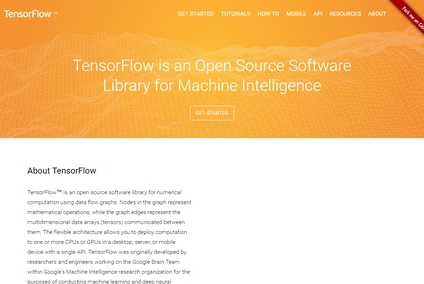 TensorFlow ™
GET STARTED TUTORIALS HOW TO MOBILE API RESOURCES ABOUT
Fork me on
TensorFlow is an Open Source Software
Library for Machine Intelligence
GET STARTED
About TensorFlow
TensorFlow™ is an open source software library for numerical
computation using data flow graphs. Nodes in the graph represent
mathematical operations, while the graph edges represent the
multidimensional data arrays (tensors) communicated between
them. The flexible architecture allows you to deploy computation
to one or more CPUs or GPUs in a desktop, server, or mobile
device with a single API. TensorFlow was originally developed by
researchers and engineers working on the Google Brain Team
within Google's Machine Intelligence research organization for the
purposes of conducting machine learning and deep neural